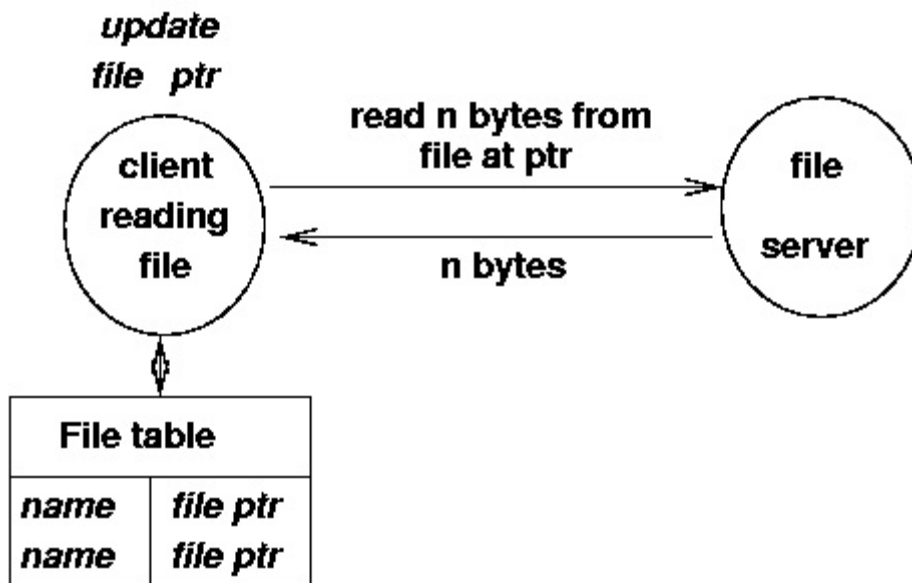 update
file ptr
client
reading
file
read n bytes from
file at ptr
n bytes
file
server
File table
name file ptr
name file ptr